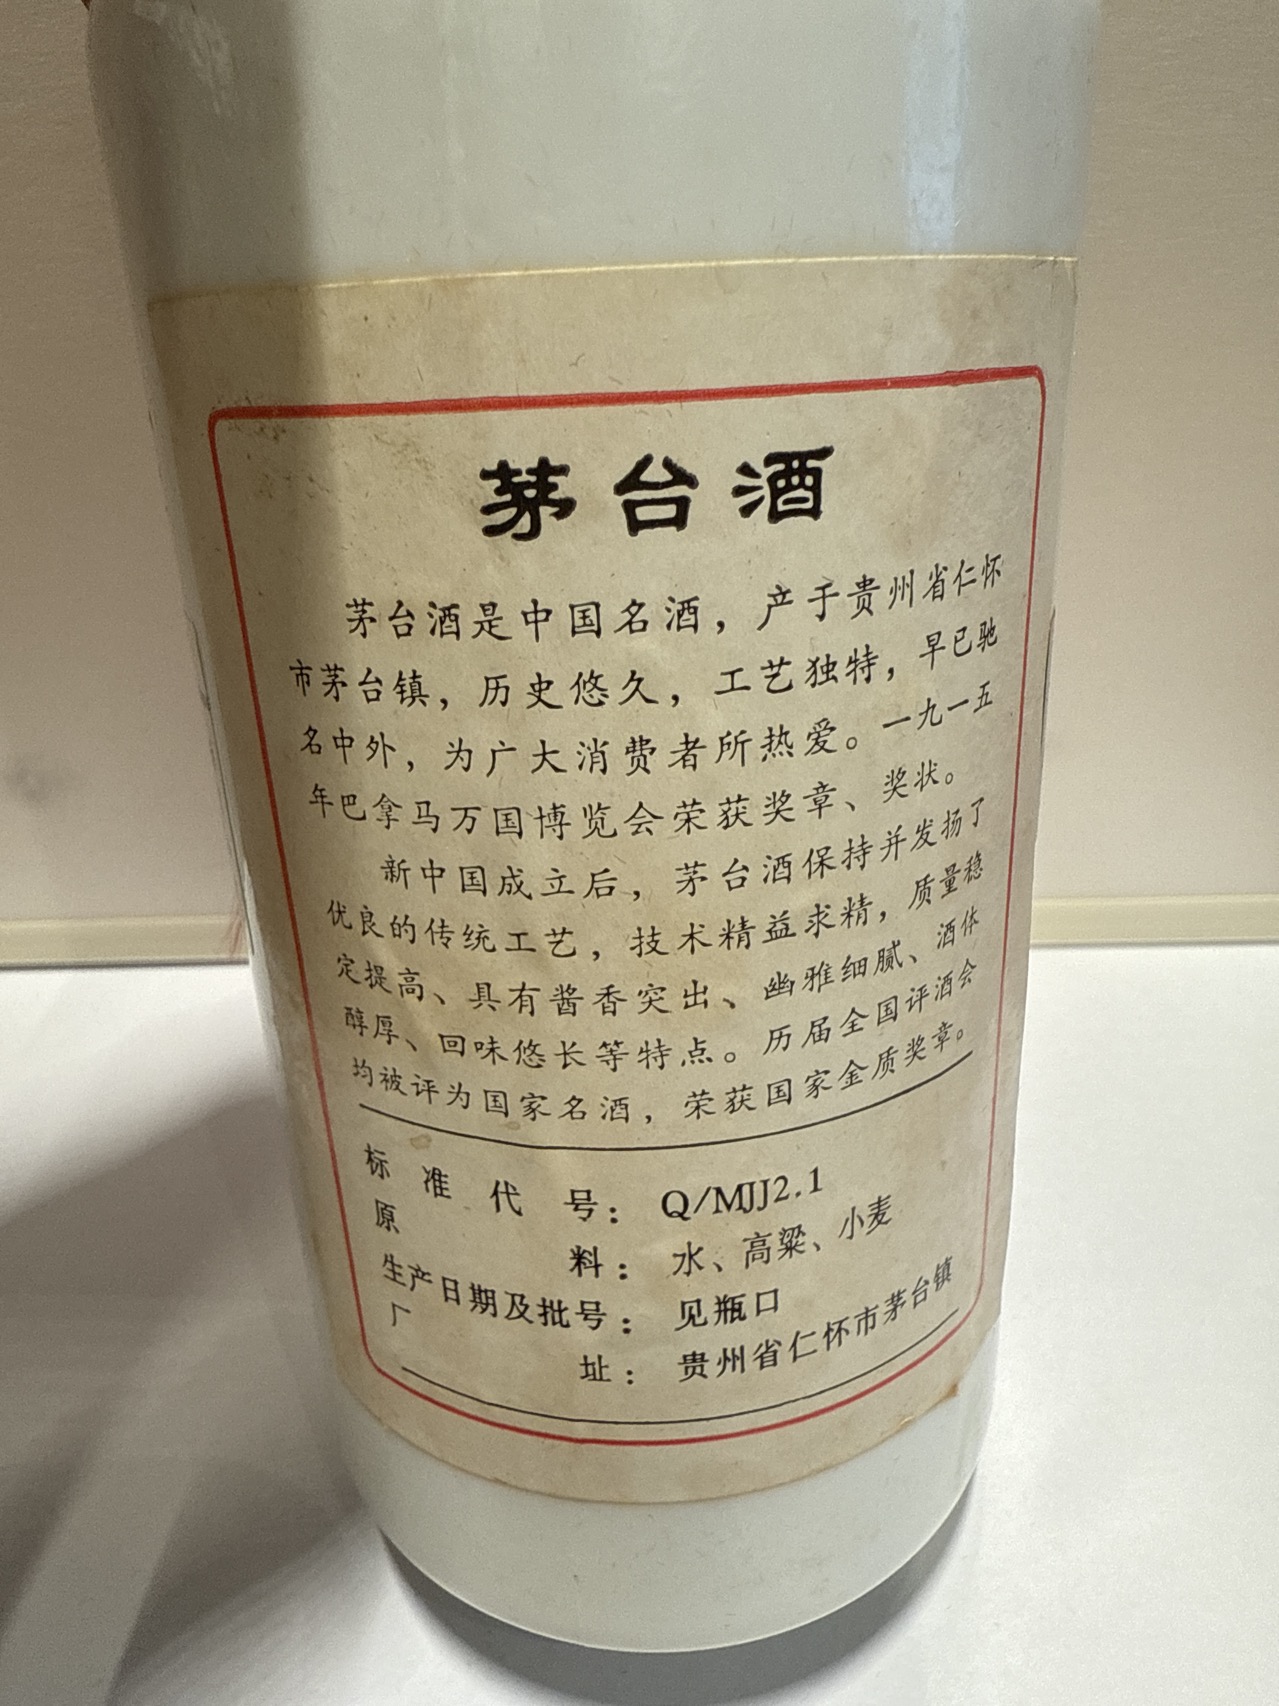 茅台酒
茅台酒是中国名酒，产于贵州省仁怀
市茅台镇，历史悠久，工艺独特，早已驰
名中外，为广大消费者所热爱。一九一五
年巴拿马万国博览会荣获奖章、奖状。
新中国成立后，茅台酒保持并发扬了
优良的传统工艺，技术精益求精，质量稳
定提高、具有酱香突出、幽雅细腻、酒体
醇厚、回味悠长等特点。历届全国评酒会
均被评为国家名酒，荣获国家金质奖章。
标准代号：Q/MJJ2.1
原料：水、高粱、小麦
生产日期及批号：见瓶口
厂址：贵州省仁怀市茅台镇